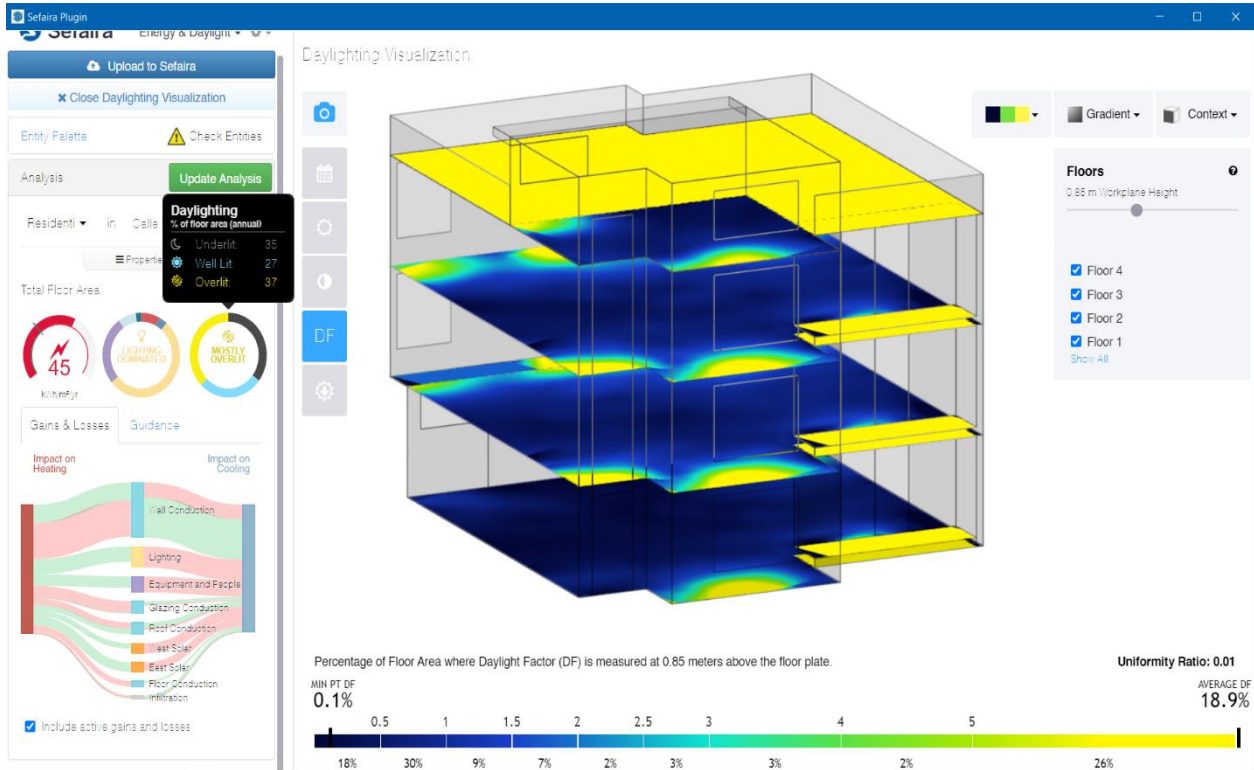 Sefaira Plugin
Sefaira Energy & Daylight
Upload to Sefaira
Close Daylighting Visualization
Entity Palette Check Entities
Analysis Update Analysis
Residenti in Calle
Daylighting
% of floor area (annual)
Underlit: 35
Well Lit: 27
Overlit: 37
Total Floor Area
45
kWh/m²/yr
LIGHTING
DOMINATED
MOSTLY
OVERLIT
Gains & Losses Guidance
Impact on
Heating
Impact on
Cooling
Wall Conduction
Lighting
Equipment and People
Glazing Conduction
Roof Conduction
West Solar
East Solar
Floor Conduction
Infiltration
Include active gains and losses
Daylighting Visualization
DF
Gradient Context
Floors
0.85 m Workplane Height
Floor 4
Floor 3
Floor 2
Floor 1
Show All
Percentage of Floor Area where Daylight Factor (DF) is measured at 0.85 meters above the floor plate.
Uniformity Ratio: 0.01
MIN PT DF
0.1%
AVERAGE DF
18.9%
0.5 1 1.5 2 2.5 3 4 5
18% 30% 9% 7% 2% 3% 3% 2% 26%